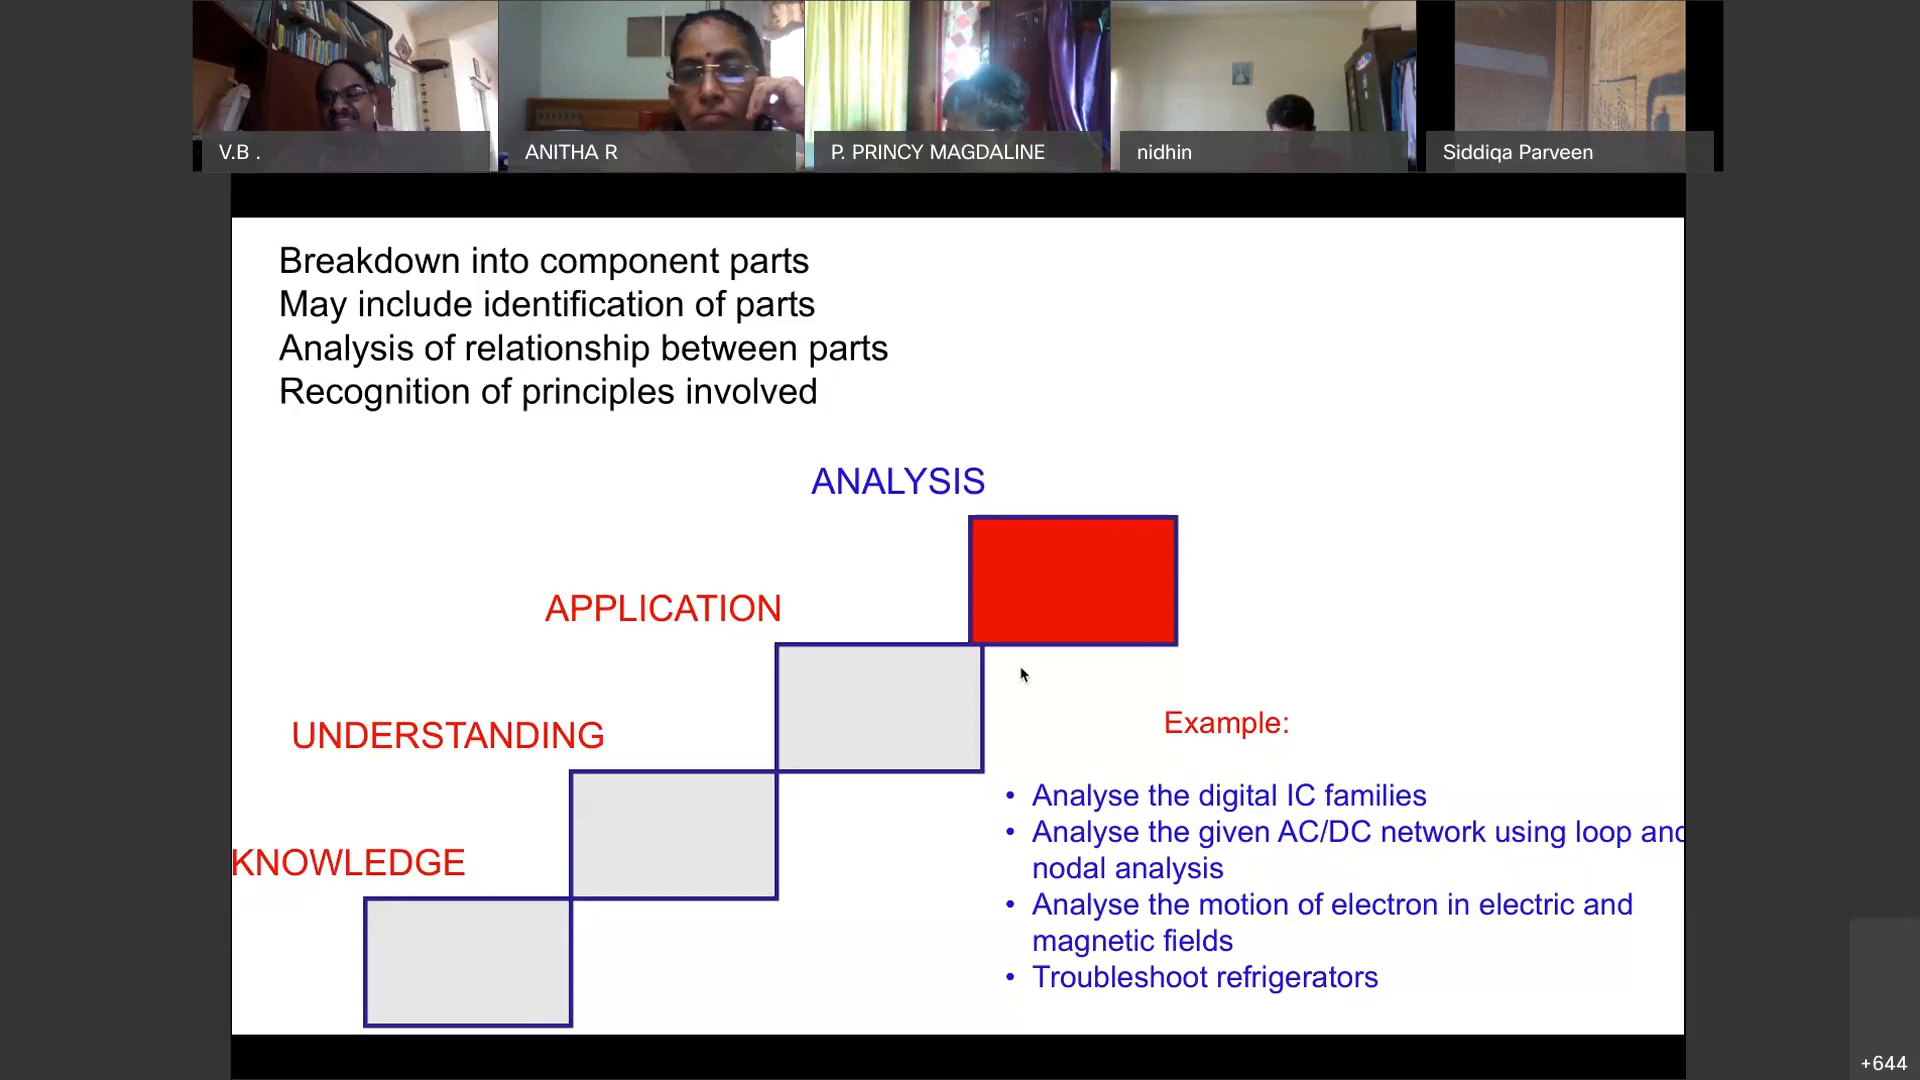 V.B .
ANITHA R
P. PRINCY MAGDALINE
nidhin
Siddiqa Parveen
Breakdown into component parts
May include identification of parts
Analysis of relationship between parts
Recognition of principles involved
ANALYSIS
APPLICATION
UNDERSTANDING
KNOWLEDGE
Example:
• Analyse the digital IC families
• Analyse the given AC/DC network using loop and
nodal analysis
• Analyse the motion of electron in electric and
magnetic fields
• Troubleshoot refrigerators
+644